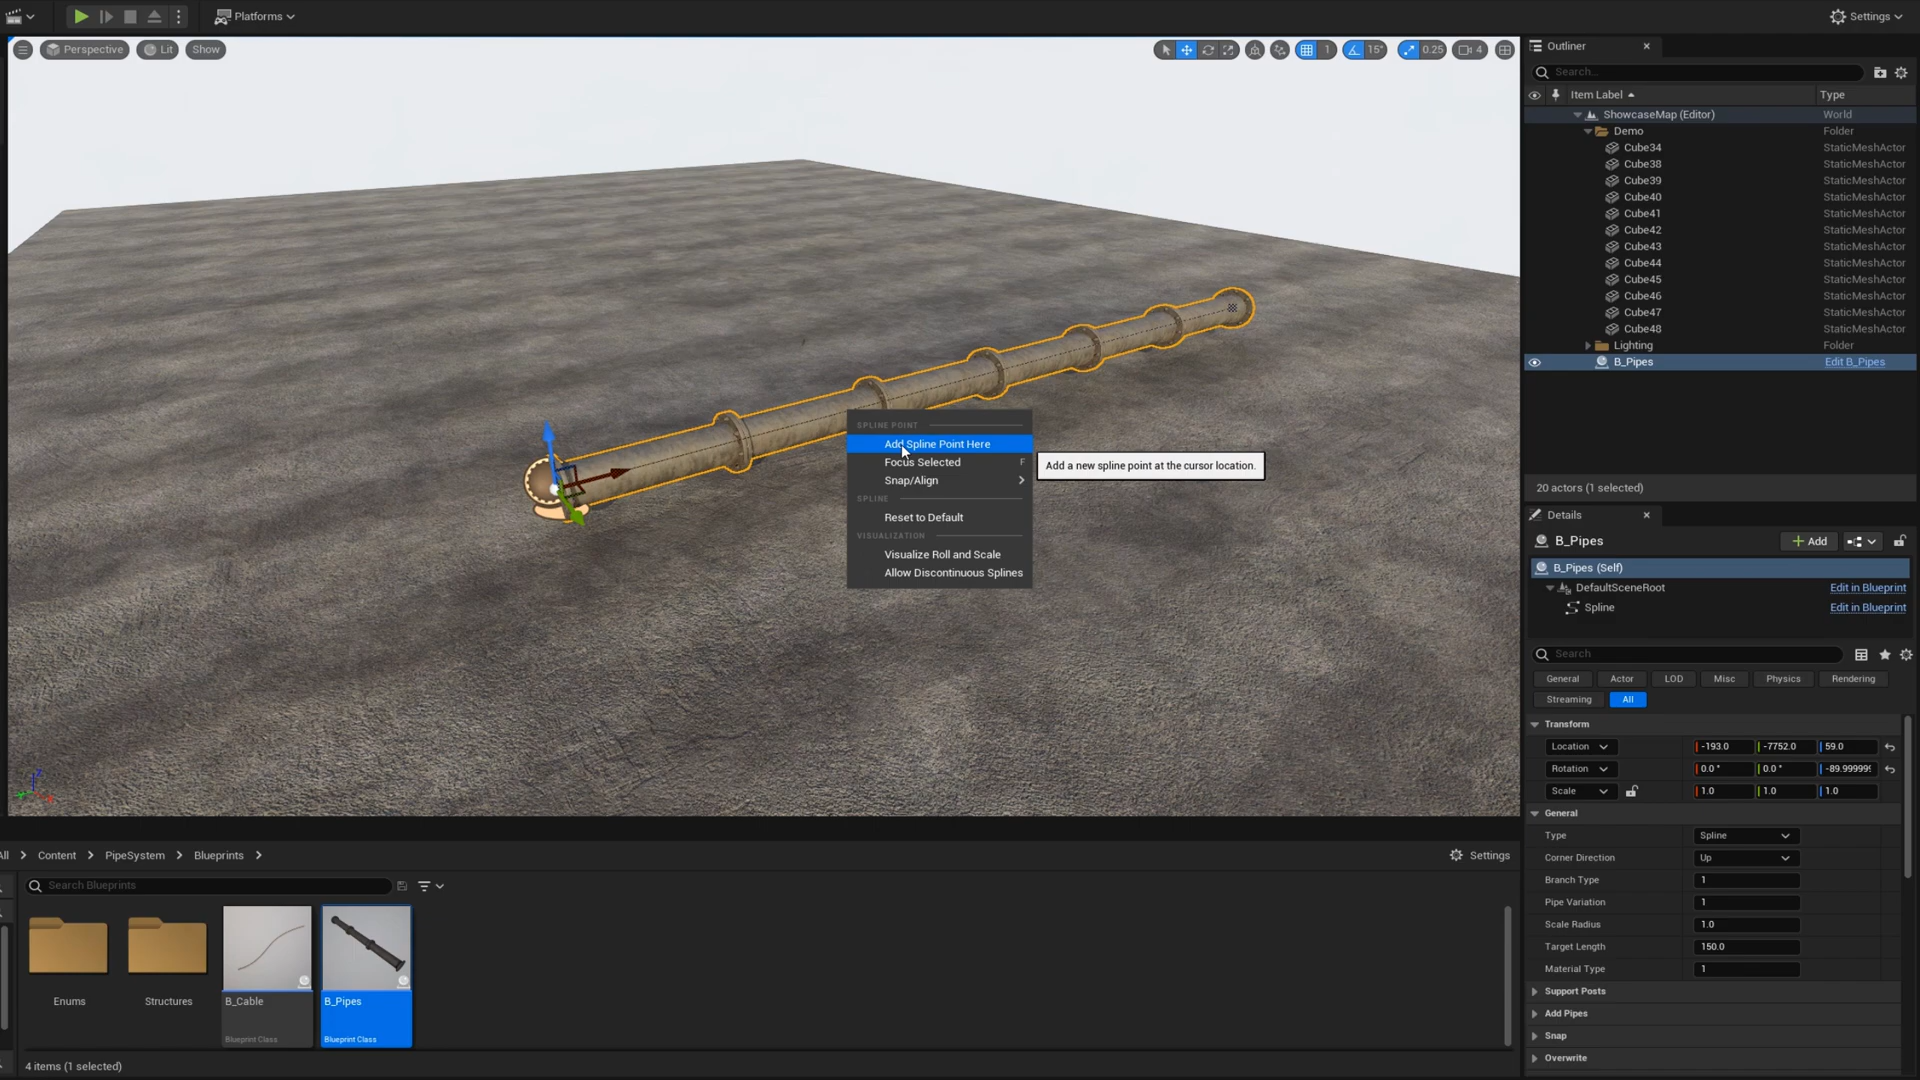 Platforms
Settings
Perspective
Lit
Show
1
15°
0.25
4
Outliner
Search...
Item Label
Type
ShowcaseMap (Editor) World
Demo Folder
Cube34 StaticMeshActor
Cube38 StaticMeshActor
Cube39 StaticMeshActor
Cube40 StaticMeshActor
Cube41 StaticMeshActor
Cube42 StaticMeshActor
Cube43 StaticMeshActor
Cube44 StaticMeshActor
Cube45 StaticMeshActor
Cube46 StaticMeshActor
Cube47 StaticMeshActor
Cube48 StaticMeshActor
Lighting Folder
B_Pipes Edit B_Pipes
20 actors (1 selected)
SPLINE POINT
Add Spline Point Here
Focus Selected F
Snap/Align
SPLINE
Reset to Default
VISUALIZATION
Visualize Roll and Scale
Allow Discontinuous Splines
Add a new spline point at the cursor location.
Details
B_Pipes
Add
B_Pipes (Self)
DefaultSceneRoot Edit in Blueprint
Spline Edit in Blueprint
Search
General Actor LOD Misc Physics Rendering
Streaming All
Transform
Location -193.0 -7752.0 59.0
Rotation 0.0° 0.0° -89.999999
Scale 1.0 1.0 1.0
General
Type Spline
Corner Direction Up
Branch Type 1
Pipe Variation 1
Scale Radius 1.0
Target Length 150.0
Material Type 1
Support Posts
Add Pipes
Snap
Overwrite
All Content PipeSystem Blueprints
Settings
Search Blueprints
Enums
Structures
B_Cable
Blueprint Class
B_Pipes
Blueprint Class
4 items (1 selected)
Z